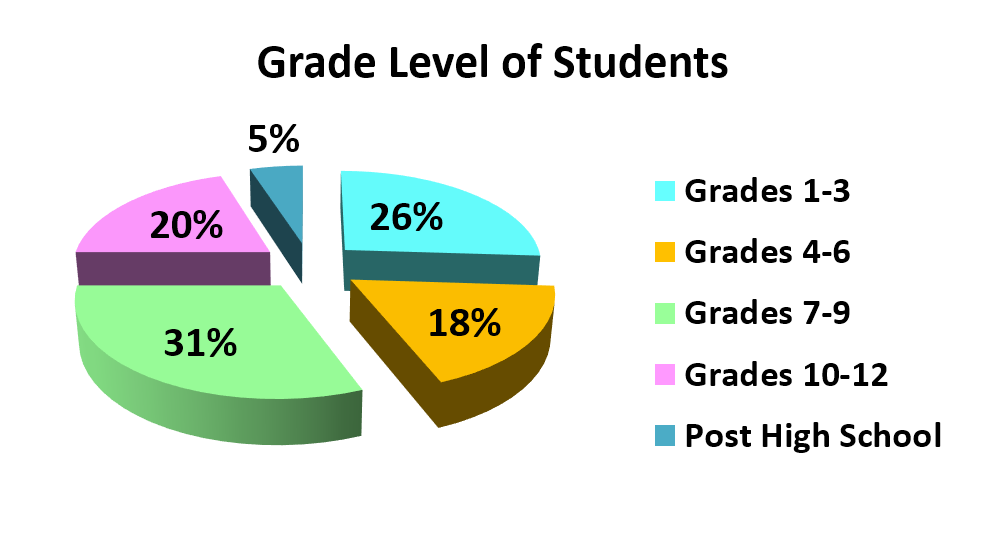 Grade Level of Students
5%
20%
26%
31%
18%
Grades 1-3
Grades 4-6
Grades 7-9
Grades 10-12
Post High School